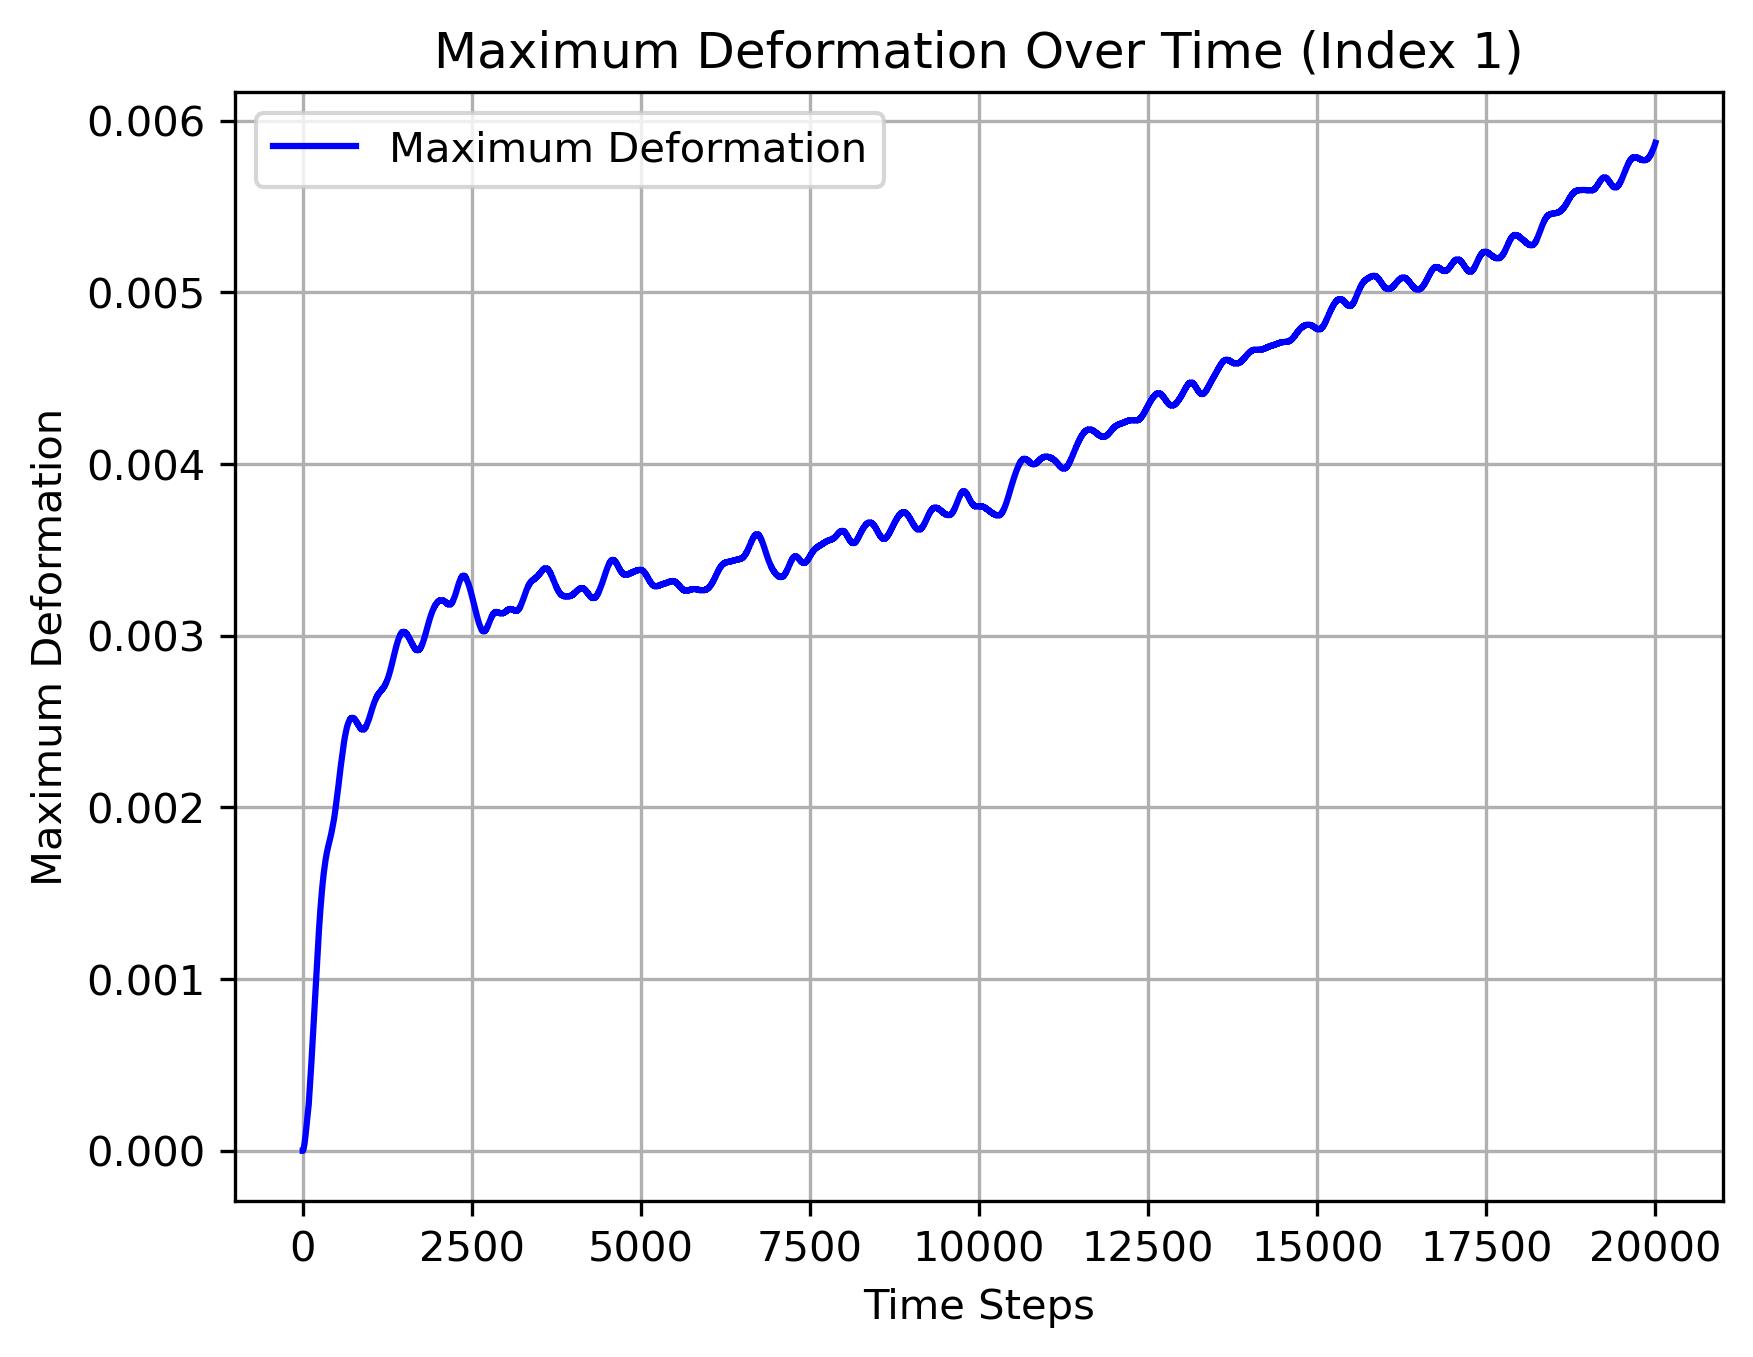 Maximum Deformation Over Time (Index 1)
Maximum Deformation
0.006
0.005
0.004
0.003
0.002
0.001
0.000
Maximum Deformation
0 2500 5000 7500 10000 12500 15000 17500 20000
Time Steps